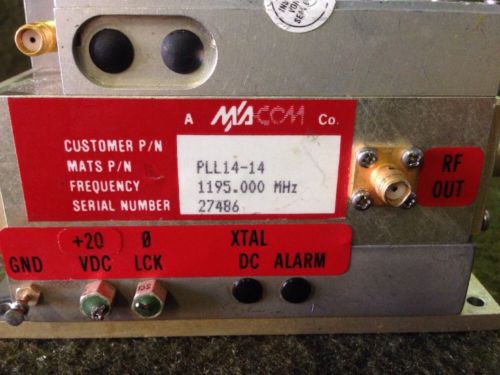 A M/A-COM Co.
CUSTOMER P/N
MATS P/N PLL14-14
FREQUENCY 1195.000 MHz
SERIAL NUMBER 27486
RF
OUT
+20 Ø XTAL
GND VDC LCK DC ALARM